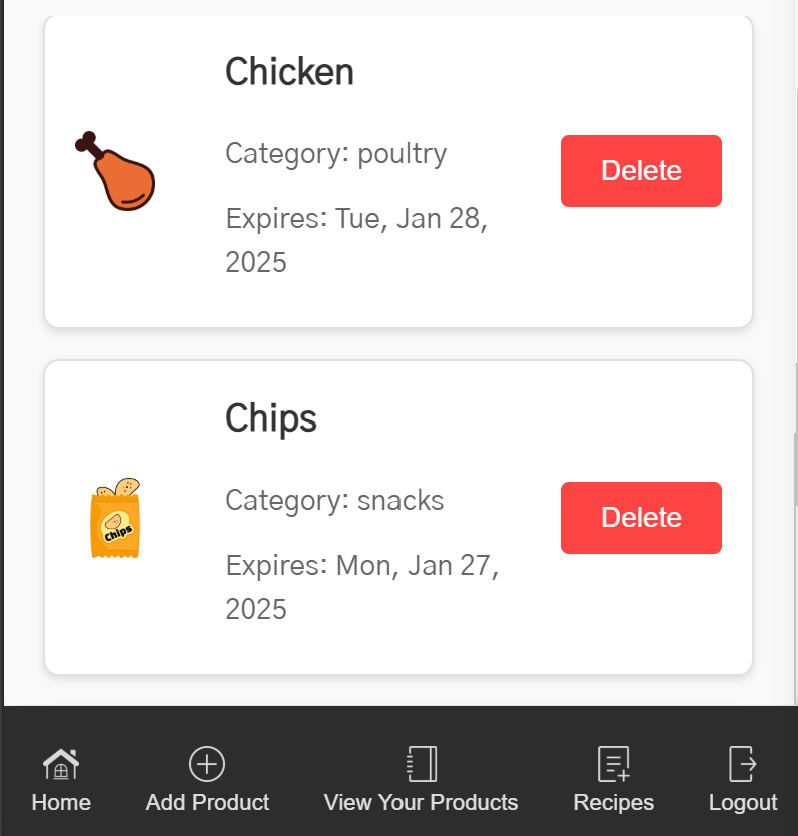 Chicken
Category: poultry
Expires: Tue, Jan 28,
2025
Delete
Chips
Chips
Category: snacks
Expires: Mon, Jan 27,
2025
Delete
Home
Add Product
View Your Products
Recipes
Logout